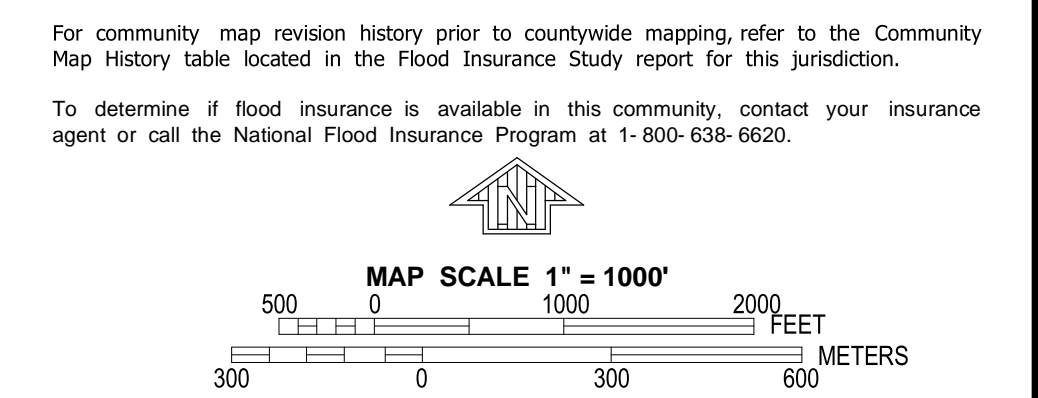 For community map revision history prior to countywide mapping, refer to the Community
Map History table located in the Flood Insurance Study report for this jurisdiction.
To determine if flood insurance is available in this community, contact your insurance
agent or call the National Flood Insurance Program at 1- 800- 638- 6620.
N
MAP SCALE 1" = 1000'
500 0 1000 2000
FEET
METERS
300 0 300 600